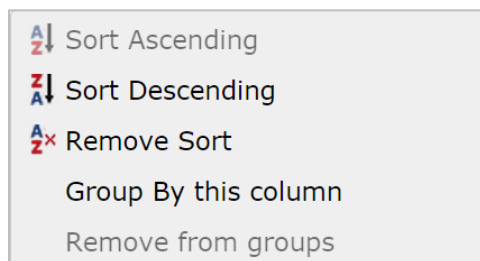 Sort Ascending
Sort Descending
Remove Sort
Group By this column
Remove from groups